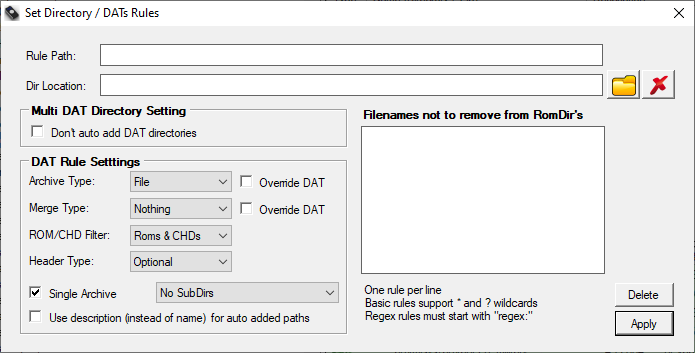 Set Directory / DATs Rules
Rule Path:
Dir Location:
Multi DAT Directory Setting
Don't auto add DAT directories
DAT Rule Setttings
Archive Type:
File
Override DAT
Merge Type:
Nothing
Override DAT
ROM/CHD Filter:
Roms & CHDs
Header Type:
Optional
Single Archive
No SubDirs
Use description (instead of name) for auto added paths
Filenames not to remove from RomDir's
One rule per line
Basic rules support * and ? wildcards
Regex rules must start with "regex:"
Delete
Apply